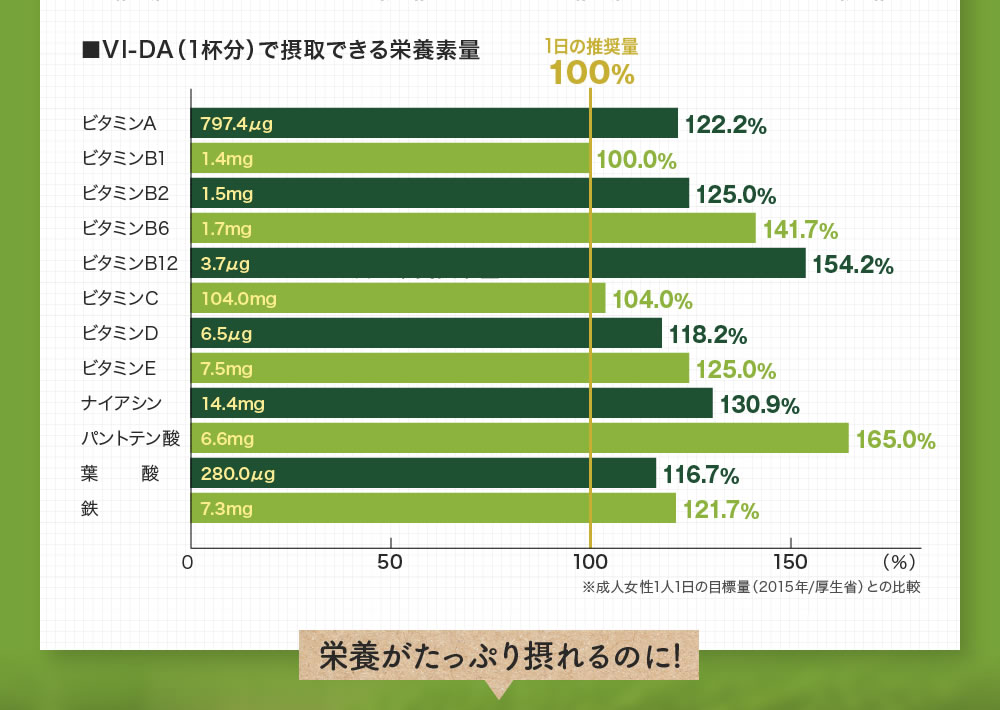 ■VI-DA（1杯分）で摂取できる栄養素量
1日の推奨量
100%
ビタミンA 797.4μg 122.2%
ビタミンB1 1.4mg 100.0%
ビタミンB2 1.5mg 125.0%
ビタミンB6 1.7mg 141.7%
ビタミンB12 3.7μg 154.2%
ビタミンC 104.0mg 104.0%
ビタミンD 6.5μg 118.2%
ビタミンE 7.5mg 125.0%
ナイアシン 14.4mg 130.9%
パントテン酸 6.6mg 165.0%
葉 酸 280.0μg 116.7%
鉄 7.3mg 121.7%
0 50 100 150 （%）
※成人女性1人1日の目標量（2015年/厚生省）との比較
栄養がたっぷり摂れるのに!